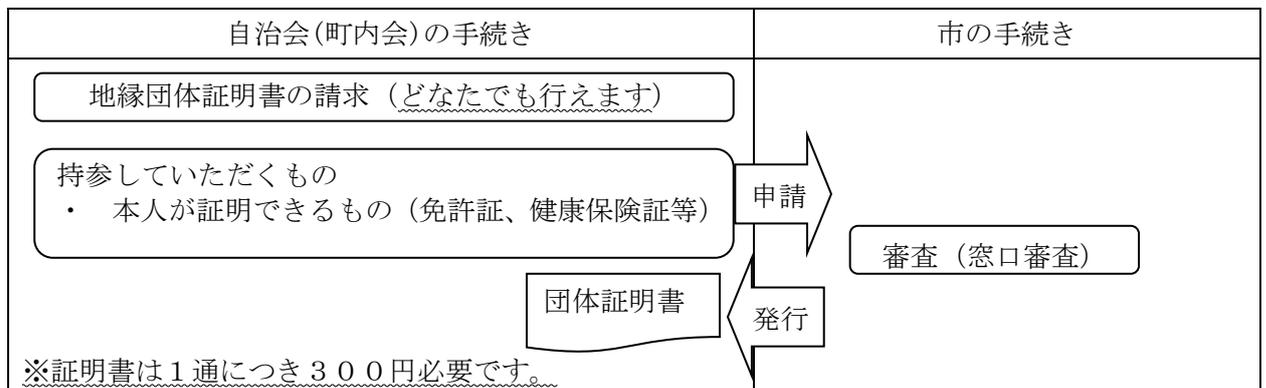 自治会(町内会)の手続き
市の手続き
地縁団体証明書の請求（どなたでも行えます）
持参していただくもの
・　本人が証明できるもの（免許証、健康保険証等）
申請
審査（窓口審査）
団体証明書
発行
※証明書は１通につき３００円必要です。